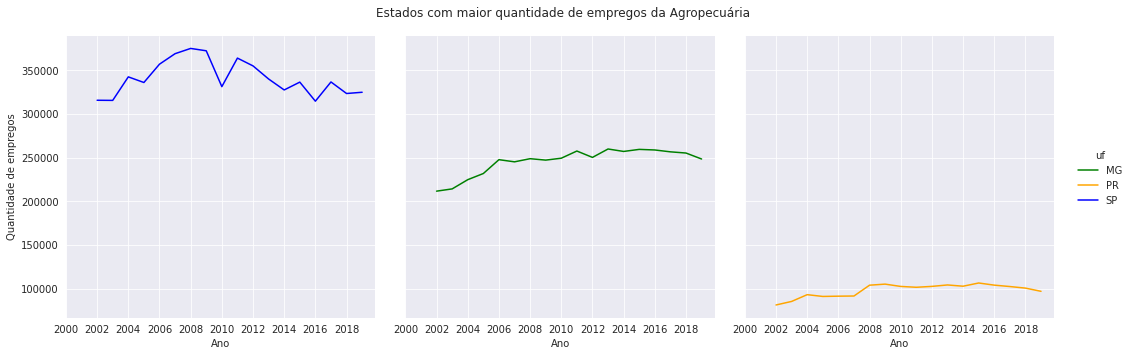 Estados com maior quantidade de empregos da Agropecuária
Quantidade de empregos
350000
300000
250000
200000
150000
100000
2000 2002 2004 2006 2008 2010 2012 2014 2016 2018
Ano
2000 2002 2004 2006 2008 2010 2012 2014 2016 2018
Ano
2000 2002 2004 2006 2008 2010 2012 2014 2016 2018
Ano
uf
MG
PR
SP